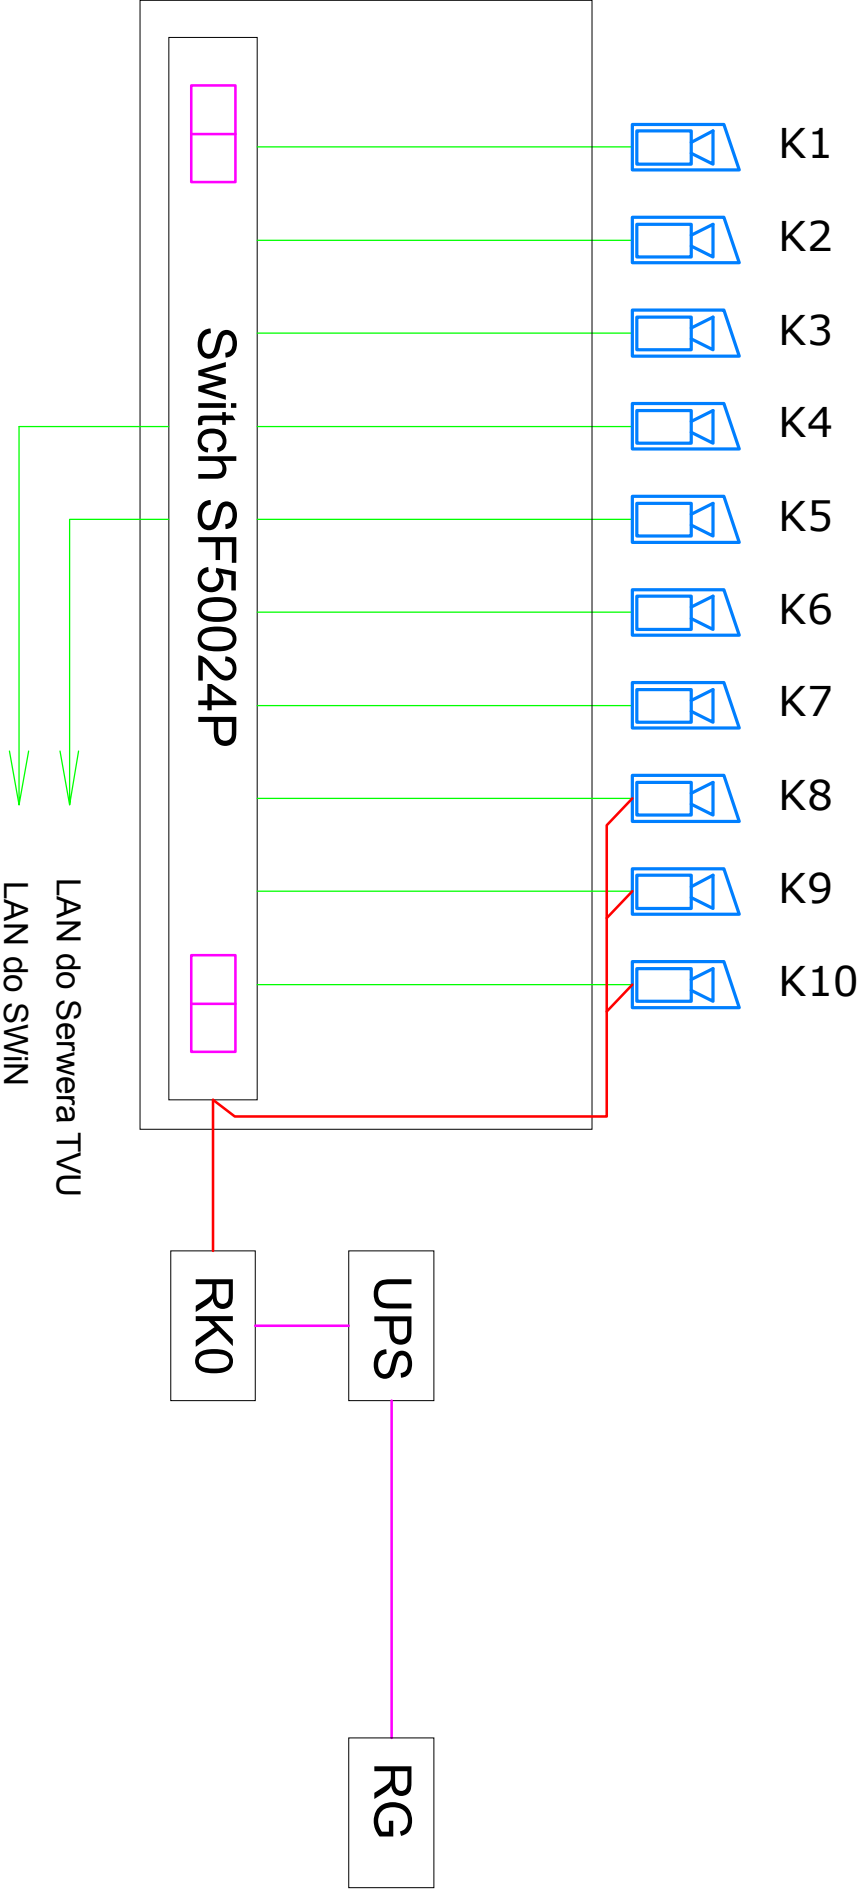 K1
K2
K3
K4
K5
K6
K7
K8
K9
K10
Switch SF50024P
LAN do Serwera TVU
LAN do SWiN
RK0
UPS
RG